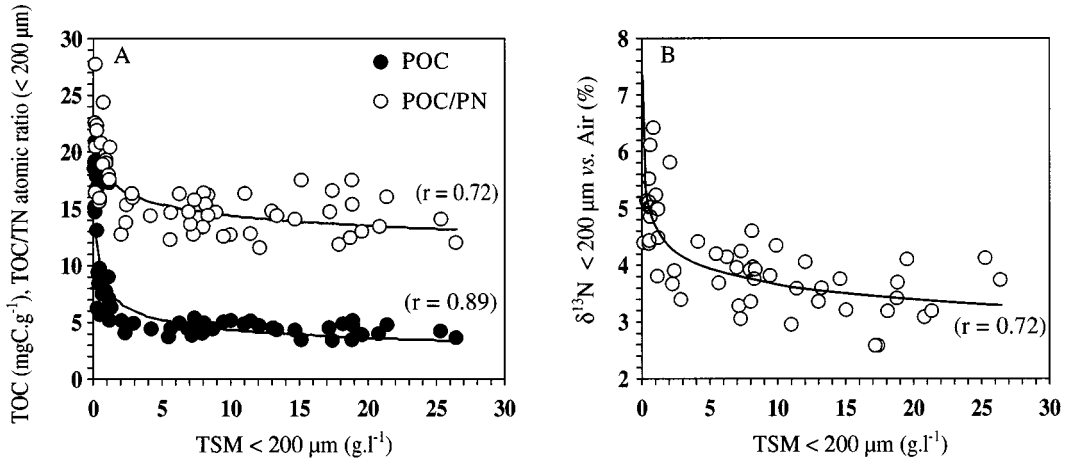 TOC (mgC.g⁻¹), TOC/TN atomic ratio (< 200 µm)
30
25
20
15
10
5
0
A
POC
POC/PN
(r = 0.72)
(r = 0.89)
0 5 10 15 20 25 30
TSM < 200 µm (g.l⁻¹)
δ¹³N < 200 µm vs. Air (%)
8
7
6
5
4
3
2
B
(r = 0.72)
0 5 10 15 20 25 30
TSM < 200 µm (g.l⁻¹)